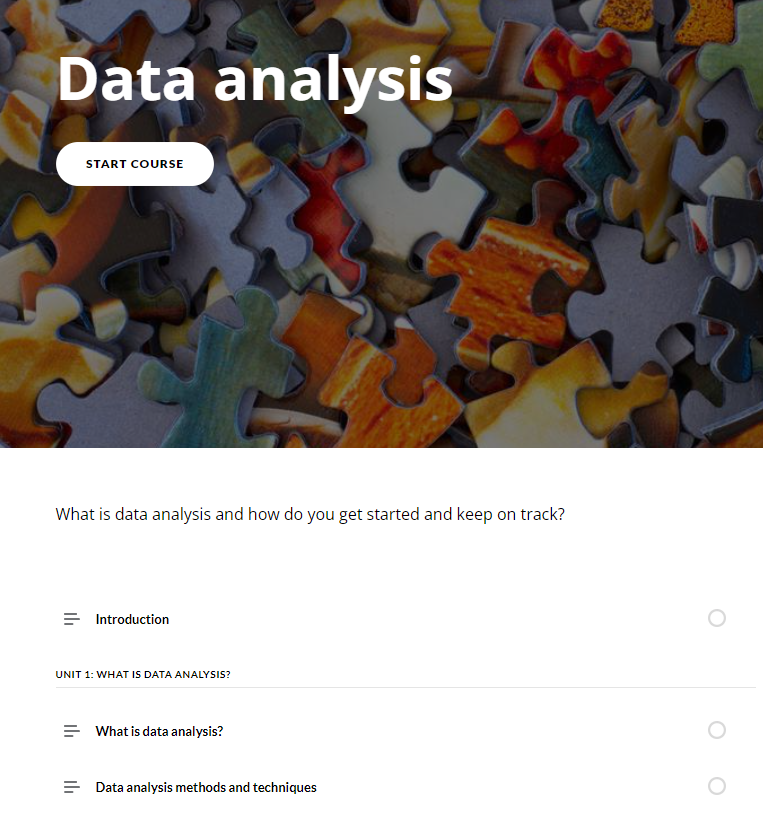 Data analysis
START COURSE
What is data analysis and how do you get started and keep on track?
Introduction
UNIT 1: WHAT IS DATA ANALYSIS?
What is data analysis?
Data analysis methods and techniques